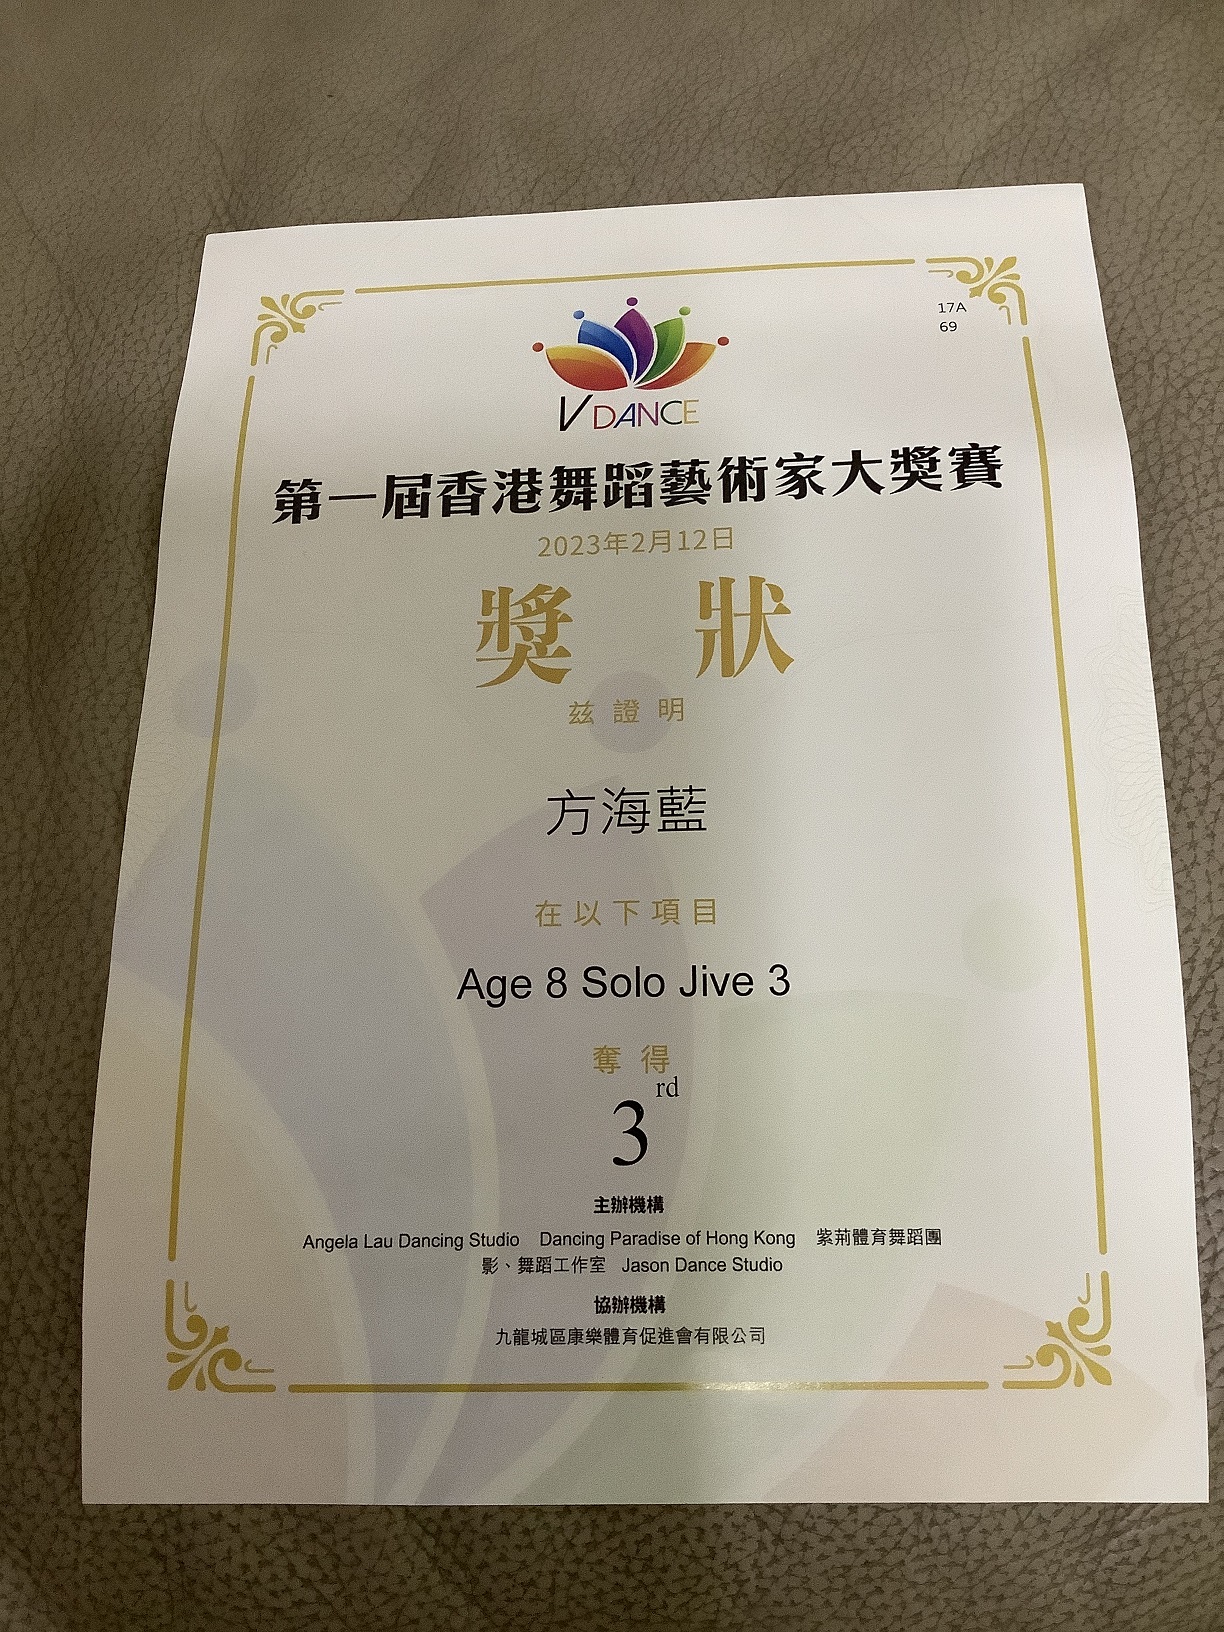 17A
69
V DANCE
第一屆香港舞蹈藝術家大獎賽
2023年2月12日
獎 狀
茲證明
方海藍
在以下項目
Age 8 Solo Jive 3
奪得
3rd
主辦機構
Angela Lau Dancing Studio Dancing Paradise of Hong Kong 紫荊體育舞蹈團
影、舞蹈工作室 Jason Dance Studio
協辦機構
九龍城區康樂體育促進會有限公司